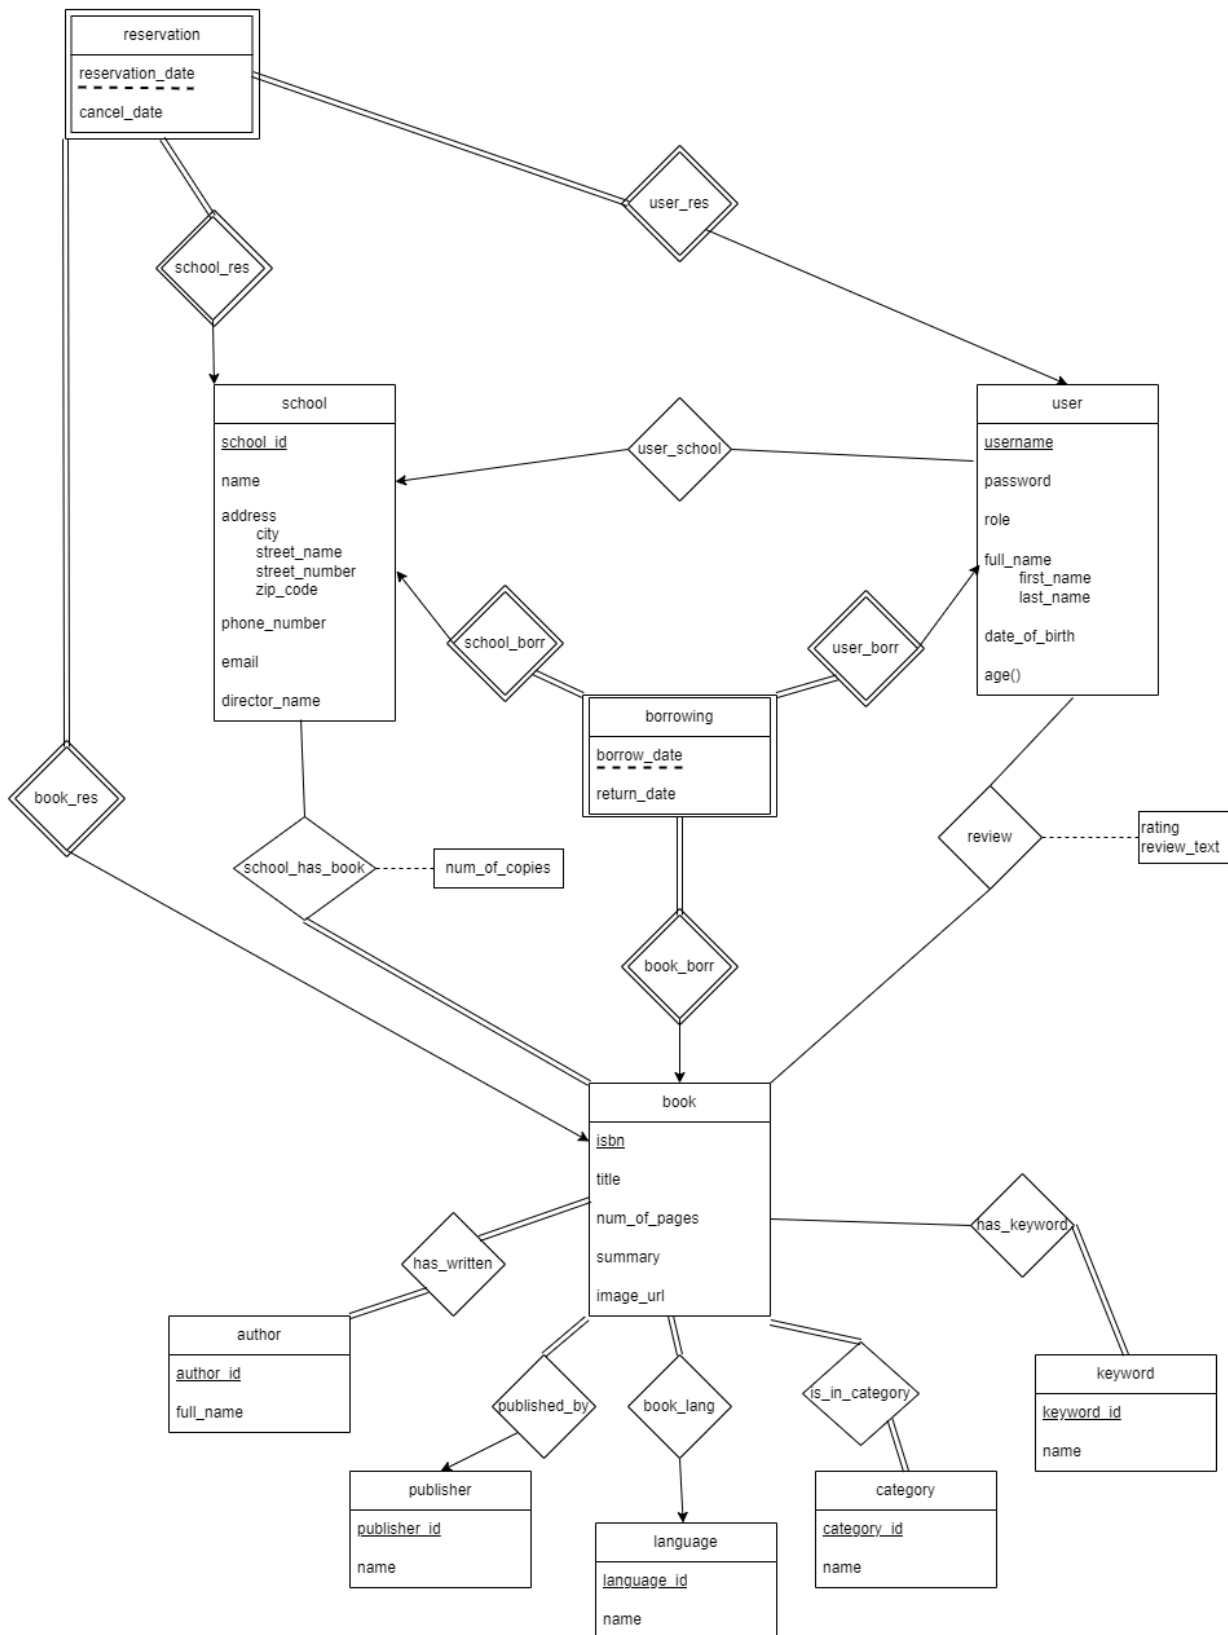 reservation
reservation_date
cancel_date
user_res
school_res
school
school_id
name
address
city
street_name
street_number
zip_code
phone_number
email
director_name
user_school
user
username
password
role
full_name
first_name
last_name
date_of_birth
age()
school_borr
user_borr
borrowing
borrow_date
return_date
book_res
school_has_book
num_of_copies
review
rating
review_text
book_borr
book
isbn
title
num_of_pages
summary
image_url
has_written
has_keyword
author
author_id
full_name
published_by
book_lang
is_in_category
keyword
keyword_id
name
publisher
publisher_id
name
language
language_id
name
category
category_id
name